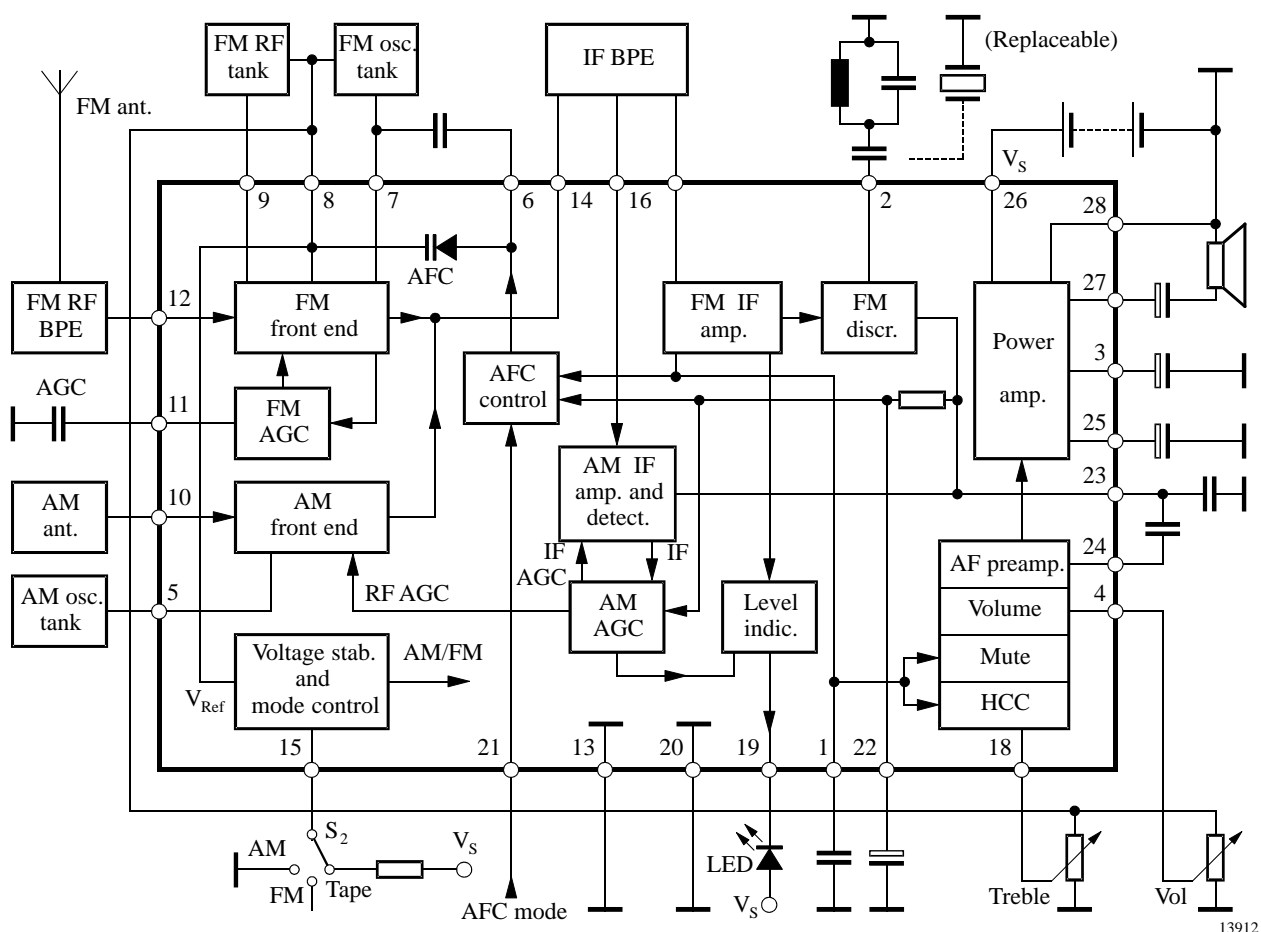 FM RF
tank
FM osc.
tank
IF BPE
(Replaceable)
FM ant.
V_S
9
8
7
6
14
16
2
26
28
AFC
FM RF
BPE
12
FM
front end
FM IF
amp.
FM
discr.
27
Power
amp.
3
AFC
control
AGC
11
FM
AGC
25
AM IF
amp. and
detect.
23
AM
ant.
10
AM
front end
IF
AGC
IF
24
AF preamp.
AM osc.
tank
5
RF AGC
AM
AGC
Level
indic.
Volume
4
Voltage stab.
and
mode control
AM/FM
Mute
V_Ref
HCC
15
21
13
20
19
1
22
18
S_2
AM
V_S
Tape
FM
AFC mode
LED
V_S
Treble
Vol
13912